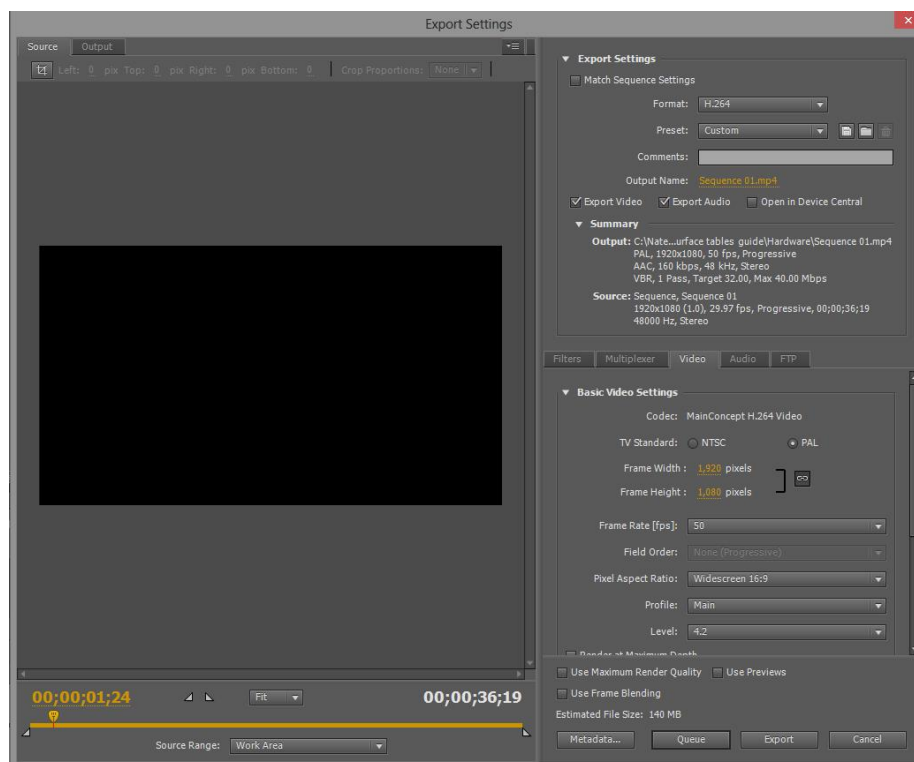 Export Settings
Source Output
Left: 0 pix Top: 0 pix Right: 0 pix Bottom: 0 Crop Proportions: None
00;00;01;24 Fit 00;00;36;19
Source Range: Work Area
Export Settings
Match Sequence Settings
Format: H.264
Preset: Custom
Comments:
Output Name: Sequence 01.mp4
Export Video Export Audio Open in Device Central
Summary
Output: C:\Nate...urface tables guide\Hardware\Sequence 01.mp4
PAL, 1920x1080, 50 fps, Progressive
AAC, 160 kbps, 48 kHz, Stereo
VBR, 1 Pass, Target 32.00, Max 40.00 Mbps
Source: Sequence, Sequence 01
1920x1080 (1.0), 29.97 fps, Progressive, 00;00;36;19
48000 Hz, Stereo
Filters Multiplexer Video Audio FTP
Basic Video Settings
Codec: MainConcept H.264 Video
TV Standard: NTSC PAL
Frame Width: 1,920 pixels
Frame Height: 1,080 pixels
Frame Rate [fps]: 50
Field Order: None (Progressive)
Pixel Aspect Ratio: Widescreen 16:9
Profile: Main
Level: 4.2
Render at Maximum Depth
Use Maximum Render Quality Use Previews
Use Frame Blending
Estimated File Size: 140 MB
Metadata... Queue Export Cancel